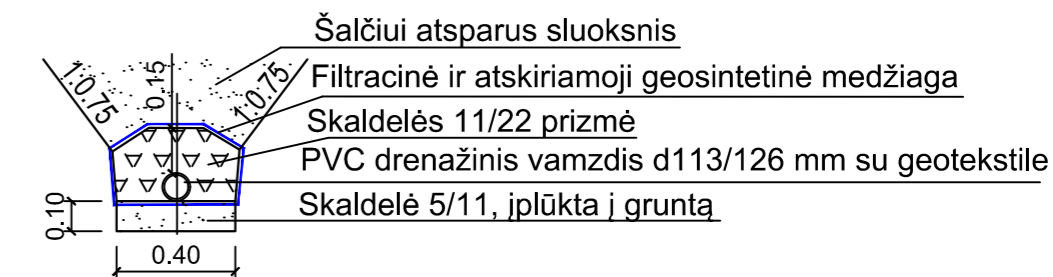 Šalčiui atsparus sluoksnis
0.15
1:0.75
1:0.75
Filtracinė ir atskiriamoji geosintetinė medžiaga
Skaldelės 11/22 prizmė
PVC drenažinis vamzdis d113/126 mm su geotekstile
Skaldelė 5/11, įplūkta į gruntą
0.10
0.40